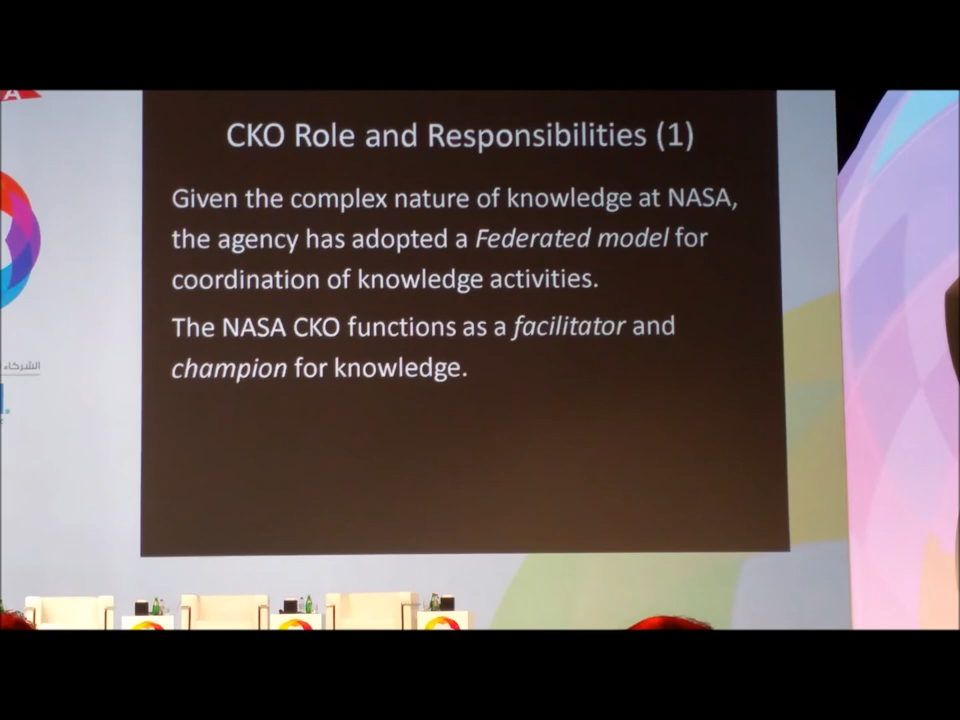 A
CKO Role and Responsibilities (1)
Given the complex nature of knowledge at NASA,
the agency has adopted a Federated model for
coordination of knowledge activities.
The NASA CKO functions as a facilitator and
champion for knowledge.
الشركاء